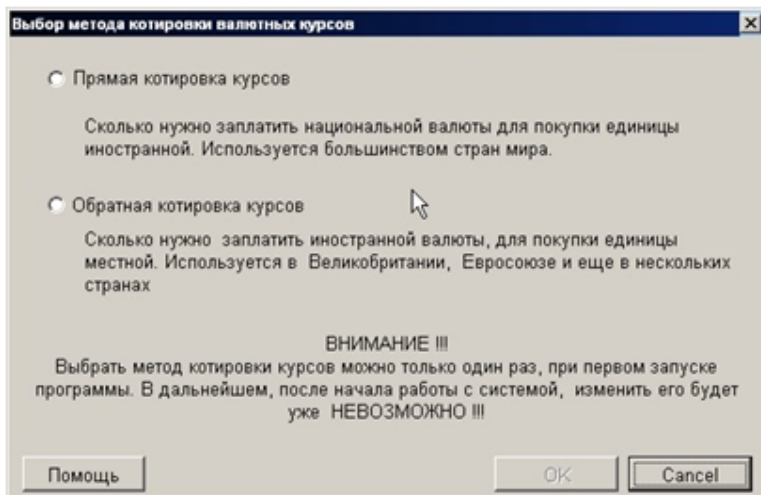 Выбор метода котировки валютных курсов
Прямая котировка курсов
Сколько нужно заплатить национальной валюты для покупки единицы
иностранной. Используется большинством стран мира.
Обратная котировка курсов
Сколько нужно заплатить иностранной валюты, для покупки единицы
местной. Используется в Великобритании, Евросоюзе и еще в нескольких
странах
ВНИМАНИЕ !!!
Выбрать метод котировки курсов можно только один раз, при первом запуске
программы. В дальнейшем, после начала работы с системой, изменить его будет
уже НЕВОЗМОЖНО !!!
Помощь
OK
Cancel